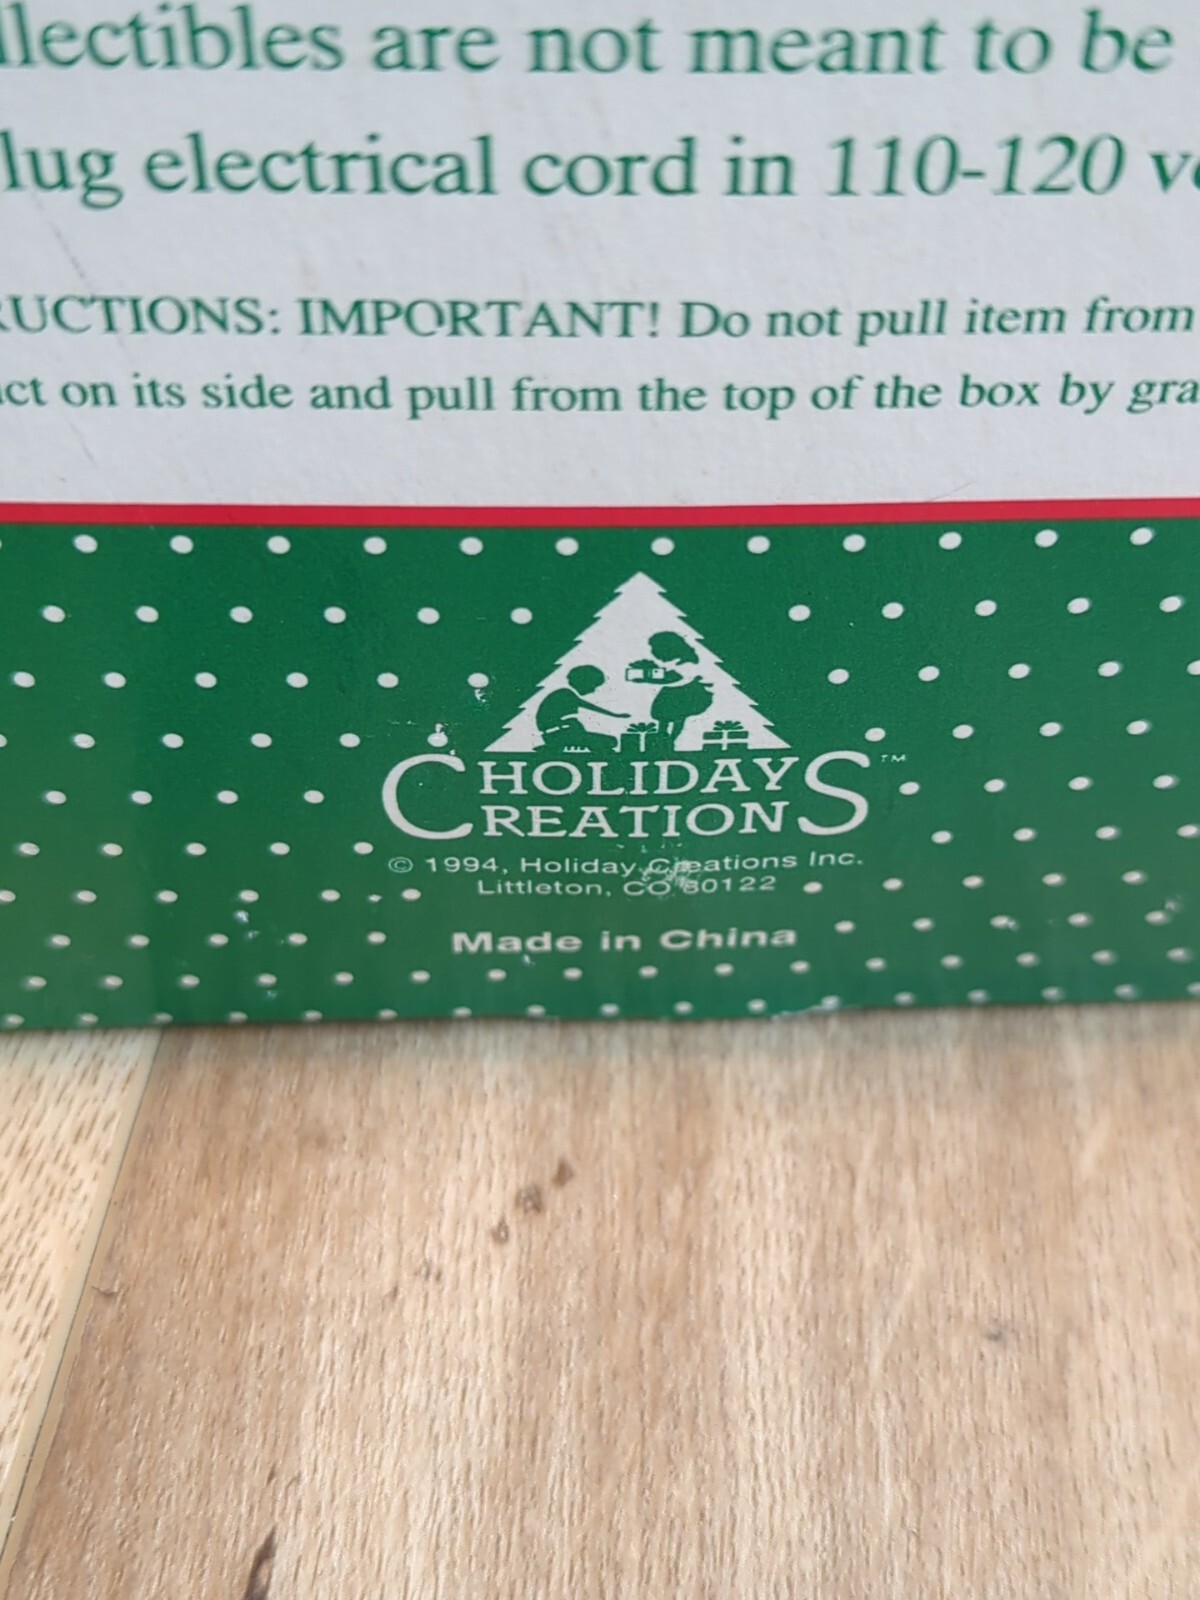 llectibles are not meant to be
lug electrical cord in 110-120
RUCTIONS: IMPORTANT! Do not pull item from
ct on its side and pull from the top of the box by gra
HOLIDAY
CREATIONS™
© 1994, Holiday Creations Inc.
Littleton, CO 80122
Made in China